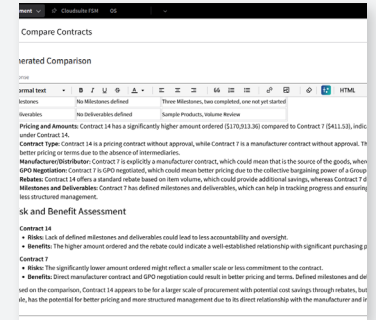 ment Cloudsuite FSM OS
Compare Contracts
nerated Comparison
ormal text B I U S A 66 HTML
lestones No Milestones defined Three Milestones, two completed, one not yet started
liverables No Deliverables defined Sample Products, Volume Review
Pricing and Amounts: Contract 14 has a significantly higher amount ordered ($170,913.36) compared to Contract 7 ($411.53), indic
under Contract 14.
Contract Type: Contract 14 is a pricing contract without approval, while Contract 7 is a manufacturer contract without approval. Th
better pricing or terms due to the absence of intermediaries.
Manufacturer/Distributor: Contract 7 is explicitly a manufacturer contract, which could mean that is the source of the goods, wher
GPO Negotiation: Contract 7 is GPO negotiated, which could mean better pricing due to the collective bargaining power of a Group
Rebates: Contract 14 offers a standard rebate based on item volume, which could provide additional savings, whereas Contract 7 d
Milestones and Deliverables: Contract 7 has defined milestones and deliverables, which can help in tracking progress and ensuring
less structured management.
sk and Benefit Assessment
Contract 14
• Risks: Lack of defined milestones and deliverables could lead to less accountability and oversight.
• Benefits: The higher amount ordered and the rebate could indicate a well-established relationship with significant purchasing p
Contract 7
• Risks: The significantly lower amount ordered might reflect a smaller scale or less commitment to the contract.
• Benefits: Direct manufacturer contract and GPO negotiation could result in better pricing and terms. Defined milestones and del
sed on the comparison, Contract 14 appears to be for a larger scale of procurement with potential cost savings through rebates, but
le, has the potential for better pricing and more structured management due to its direct relationship with the manufacturer and in